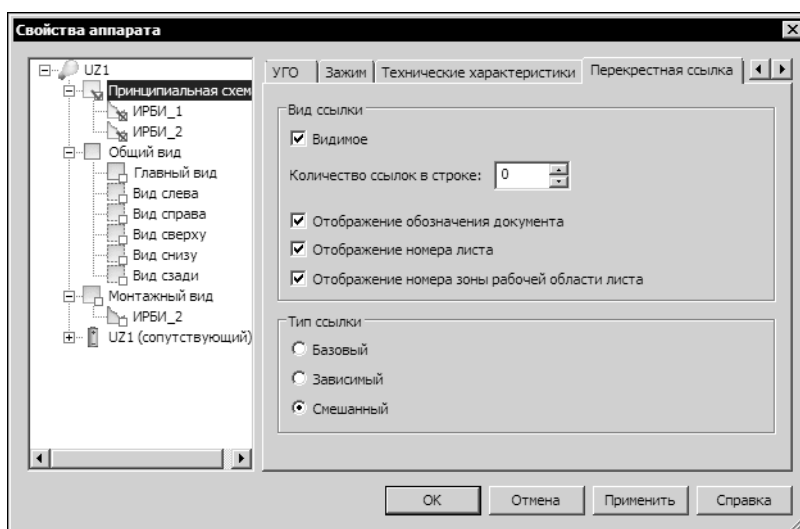 Свойства аппарата
UZ1
Принципиальная схем
ИРБИ_1
ИРБИ_2
Общий вид
Главный вид
Вид слева
Вид справа
Вид сверху
Вид снизу
Вид сзади
Монтажный вид
ИРБИ_2
UZ1 (сопутствующий)
УГО
Зажим
Технические характеристики
Перекрестная ссылка
Вид ссылки
Видимое
Количество ссылок в строке: 0
Отображение обозначения документа
Отображение номера листа
Отображение номера зоны рабочей области листа
Тип ссылки
Базовый
Зависимый
Смешанный
ОК
Отмена
Применить
Справка